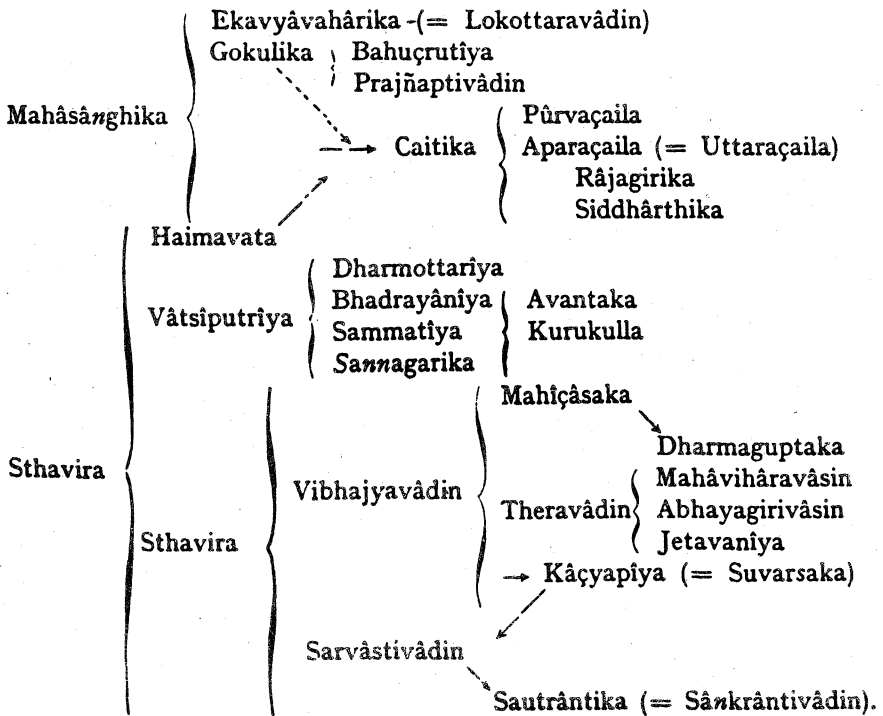 Ekavyâvahârika - (= Lokottaravâdin)
Gokulika Bahuçrutîya
Prajñaptivâdin
Mahâsânghika
Pûrvaçaila
Caitika Aparaçaila (= Uttaraçaila)
Râjagirika
Siddhârthika
Haimavata
Dharmottarîya
Vâtsîputrîya Bhadrayânîya Avantaka
Sammatîya Kurukulla
Sannagarika
Mahîçâsaka
Dharmaguptaka
Sthavira Mahâvihâravâsin
Vibhajyavâdin Theravâdin Abhayagirivâsin
Sthavira Jetavanîya
Kâçyapîya (= Suvarsaka)
Sarvâstivâdin
Sautrântika (= Sânkrântivâdin).